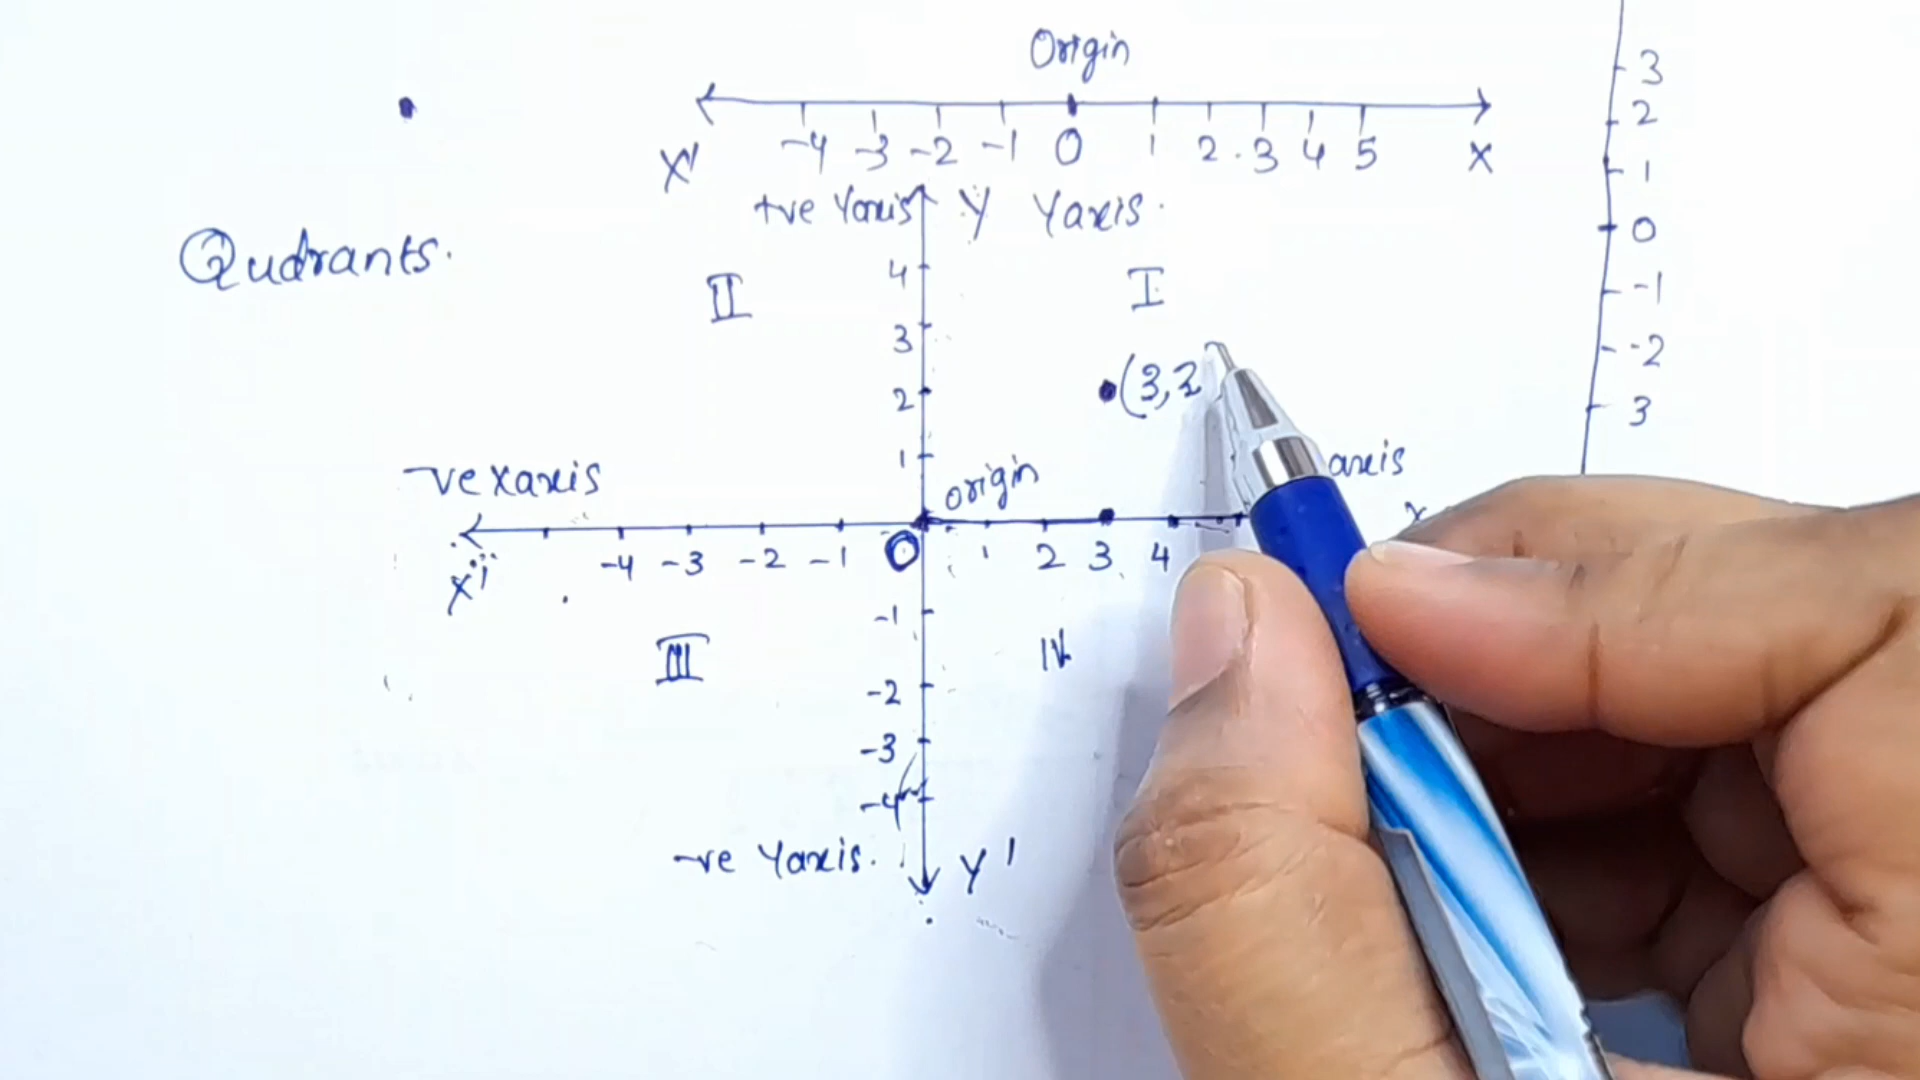 Origin
-4 -3 -2 -1 0 1 2 3 4 5
X' X
+ve Yaxis Y Yaxis.
Qudrants.
II I
4
3
2
1
(3,2
-ve xaxis
origin
axis
x
-4 -3 -2 -1 0 1 2 3 4
X'
-1
-2
-3
-4
III IV
-ve Yaxis. Y'
3
2
1
0
-1
-2
3